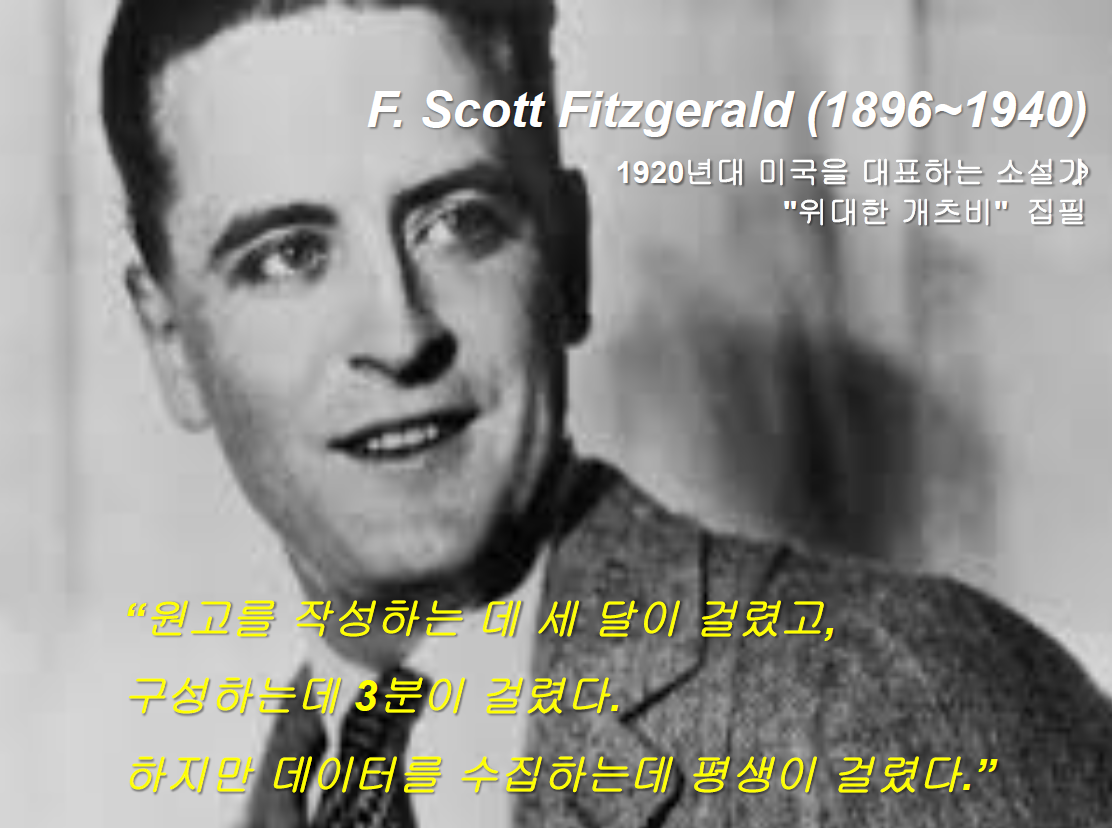 F. Scott Fitzgerald (1896~1940)
1920년대 미국을 대표하는 소설가
"위대한 개츠비" 집필
“원고를 작성하는 데 세 달이 걸렸고,
구성하는데 3분이 걸렸다.
하지만 데이터를 수집하는데 평생이 걸렸다.”